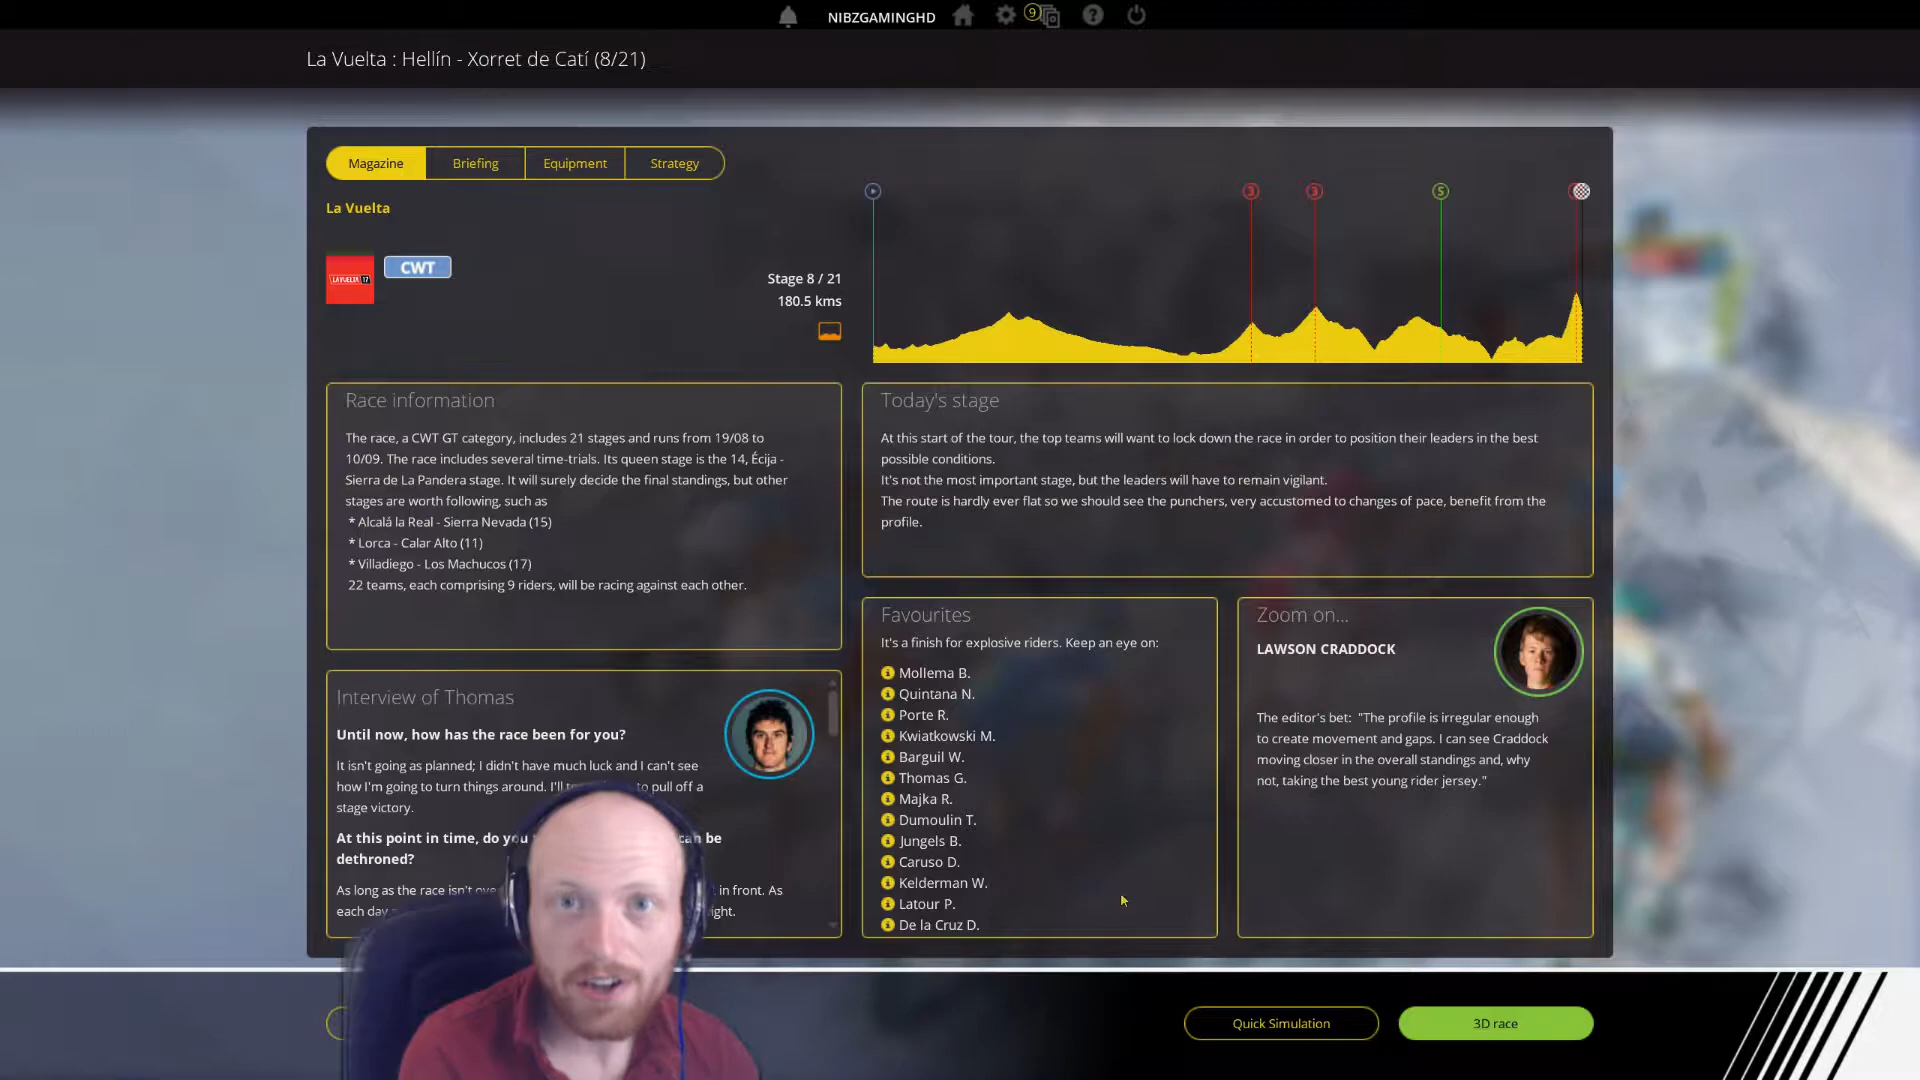 9
NIBZGAMINGHD
La Vuelta : Hellín - Xorret de Catí (8/21)
Magazine
Briefing
Equipment
Strategy
La Vuelta
LA VUELTA 17
CWT
Stage 8 / 21
180.5 kms
3
3
S
Race information
The race, a CWT GT category, includes 21 stages and runs from 19/08 to
10/09. The race includes several time-trials. Its queen stage is the 14, Écija -
Sierra de La Pandera stage. It will surely decide the final standings, but other
stages are worth following, such as
* Alcalá la Real - Sierra Nevada (15)
* Lorca - Calar Alto (11)
* Villadiego - Los Machucos (17)
22 teams, each comprising 9 riders, will be racing against each other.
Today's stage
At this start of the tour, the top teams will want to lock down the race in order to position their leaders in the best
possible conditions.
It's not the most important stage, but the leaders will have to remain vigilant.
The route is hardly ever flat so we should see the punchers, very accustomed to changes of pace, benefit from the
profile.
Interview of Thomas
Until now, how has the race been for you?
It isn't going as planned; I didn't have much luck and I can't see
how I'm going to turn things around. I'll to pull off a
stage victory.
At this point in time, do you can be
dethroned?
As long as the race isn't in front. As
each day
Favourites
It's a finish for explosive riders. Keep an eye on:
Mollema B.
Quintana N.
Porte R.
Kwiatkowski M.
Barguil W.
Thomas G.
Majka R.
Dumoulin T.
Jungels B.
Caruso D.
Kelderman W.
Latour P.
De la Cruz D.
Zoom on...
LAWSON CRADDOCK
The editor's bet: "The profile is irregular enough
to create movement and gaps. I can see Craddock
moving closer in the overall standings and, why
not, taking the best young rider jersey."
Quick Simulation
3D race